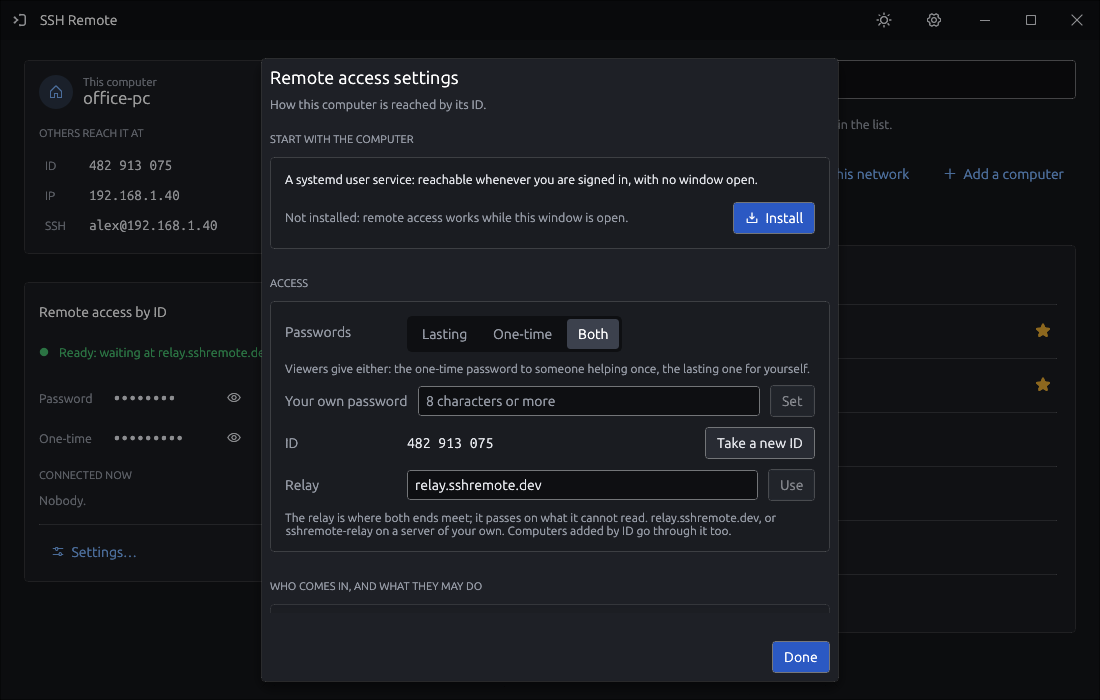 SSH Remote
This computer
office-pc
OTHERS REACH IT AT
ID 482 913 075
IP 192.168.1.40
SSH alex@192.168.1.40
Remote access by ID
Ready: waiting at relay.sshremote.de
Password ••••••••
One-time •••••••••
CONNECTED NOW
Nobody.
Settings…
in the list.
his network
+ Add a computer
Remote access settings
How this computer is reached by its ID.
START WITH THE COMPUTER
A systemd user service: reachable whenever you are signed in, with no window open.
Not installed: remote access works while this window is open.
Install
ACCESS
Passwords Lasting One-time Both
Viewers give either: the one-time password to someone helping once, the lasting one for yourself.
Your own password 8 characters or more Set
ID 482 913 075 Take a new ID
Relay relay.sshremote.dev Use
The relay is where both ends meet; it passes on what it cannot read. relay.sshremote.dev, or
sshremote-relay on a server of your own. Computers added by ID go through it too.
WHO COMES IN, AND WHAT THEY MAY DO
Done